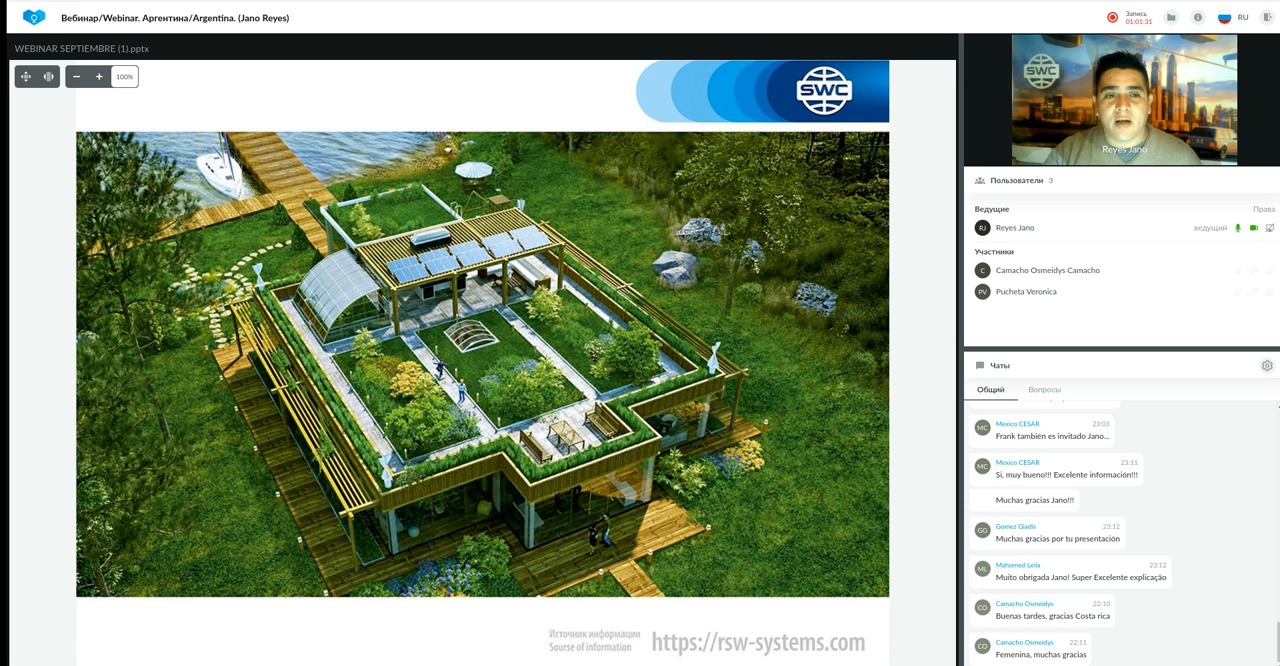 Вебинар/Webinar. Аргентина/Argentina. (Jano Reyes)
Запись
01:01:31
RU
WEBINAR SEPTIEMBRE (1).pptx
100%
SWC
Источник информации
Sourse of information
https://rsw-systems.com
SWC
Reyes Jano
Пользователи 3
Ведущие Права
RJ Reyes Jano ведущий
Участники
C Camacho Osmeidys Camacho
PV Pucheta Veronica
Чаты
Общий Вопросы
MC Mexico CESAR 23:03
Frank también es invitado Jano...
MC Mexico CESAR 23:11
Si, muy bueno!!! Excelente información!!!
Muchas gracias Jano!!!
GG Gomez Gladis 23:12
Muchas gracias por tu presentación
ML Mahomed Leila 23:12
Muito obrigada Jano! Super Excelente explicação
CO Camacho Osmeidys 22:10
Buenas tardes, gracias Costa rica
CO Camacho Osmeidys 22:11
Femenina, muchas gracias